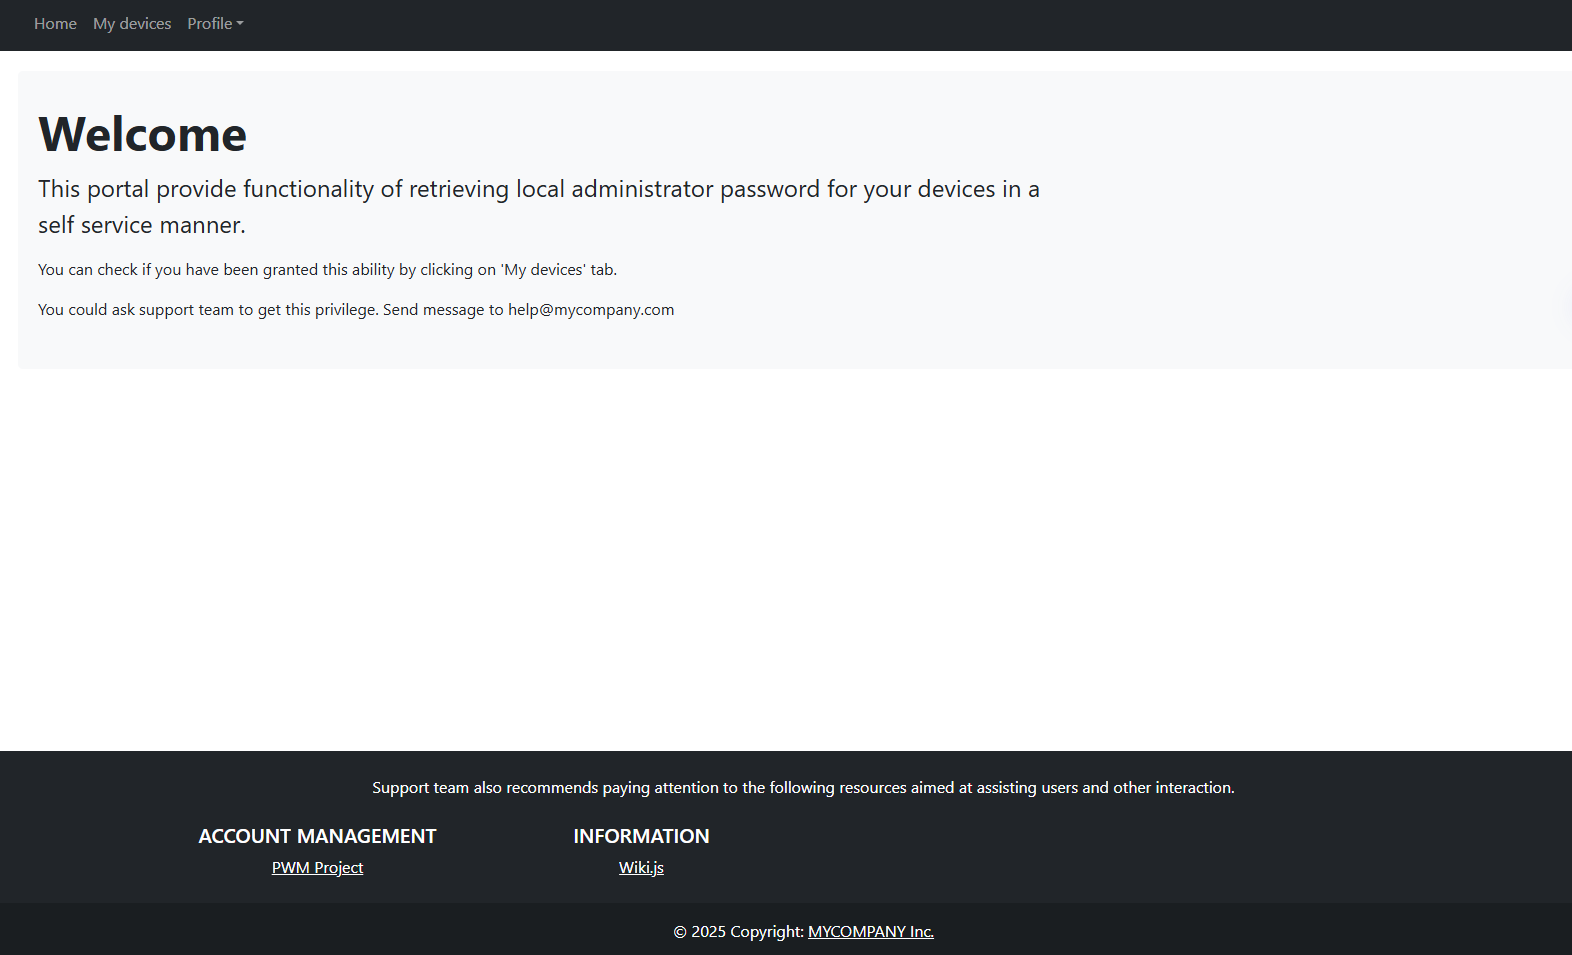 Home My devices Profile
Welcome
This portal provide functionality of retrieving local administrator password for your devices in a
self service manner.
You can check if you have been granted this ability by clicking on 'My devices' tab.
You could ask support team to get this privilege. Send message to help@mycompany.com
Support team also recommends paying attention to the following resources aimed at assisting users and other interaction.
ACCOUNT MANAGEMENT INFORMATION
PWM Project Wiki.js
© 2025 Copyright: MYCOMPANY Inc.